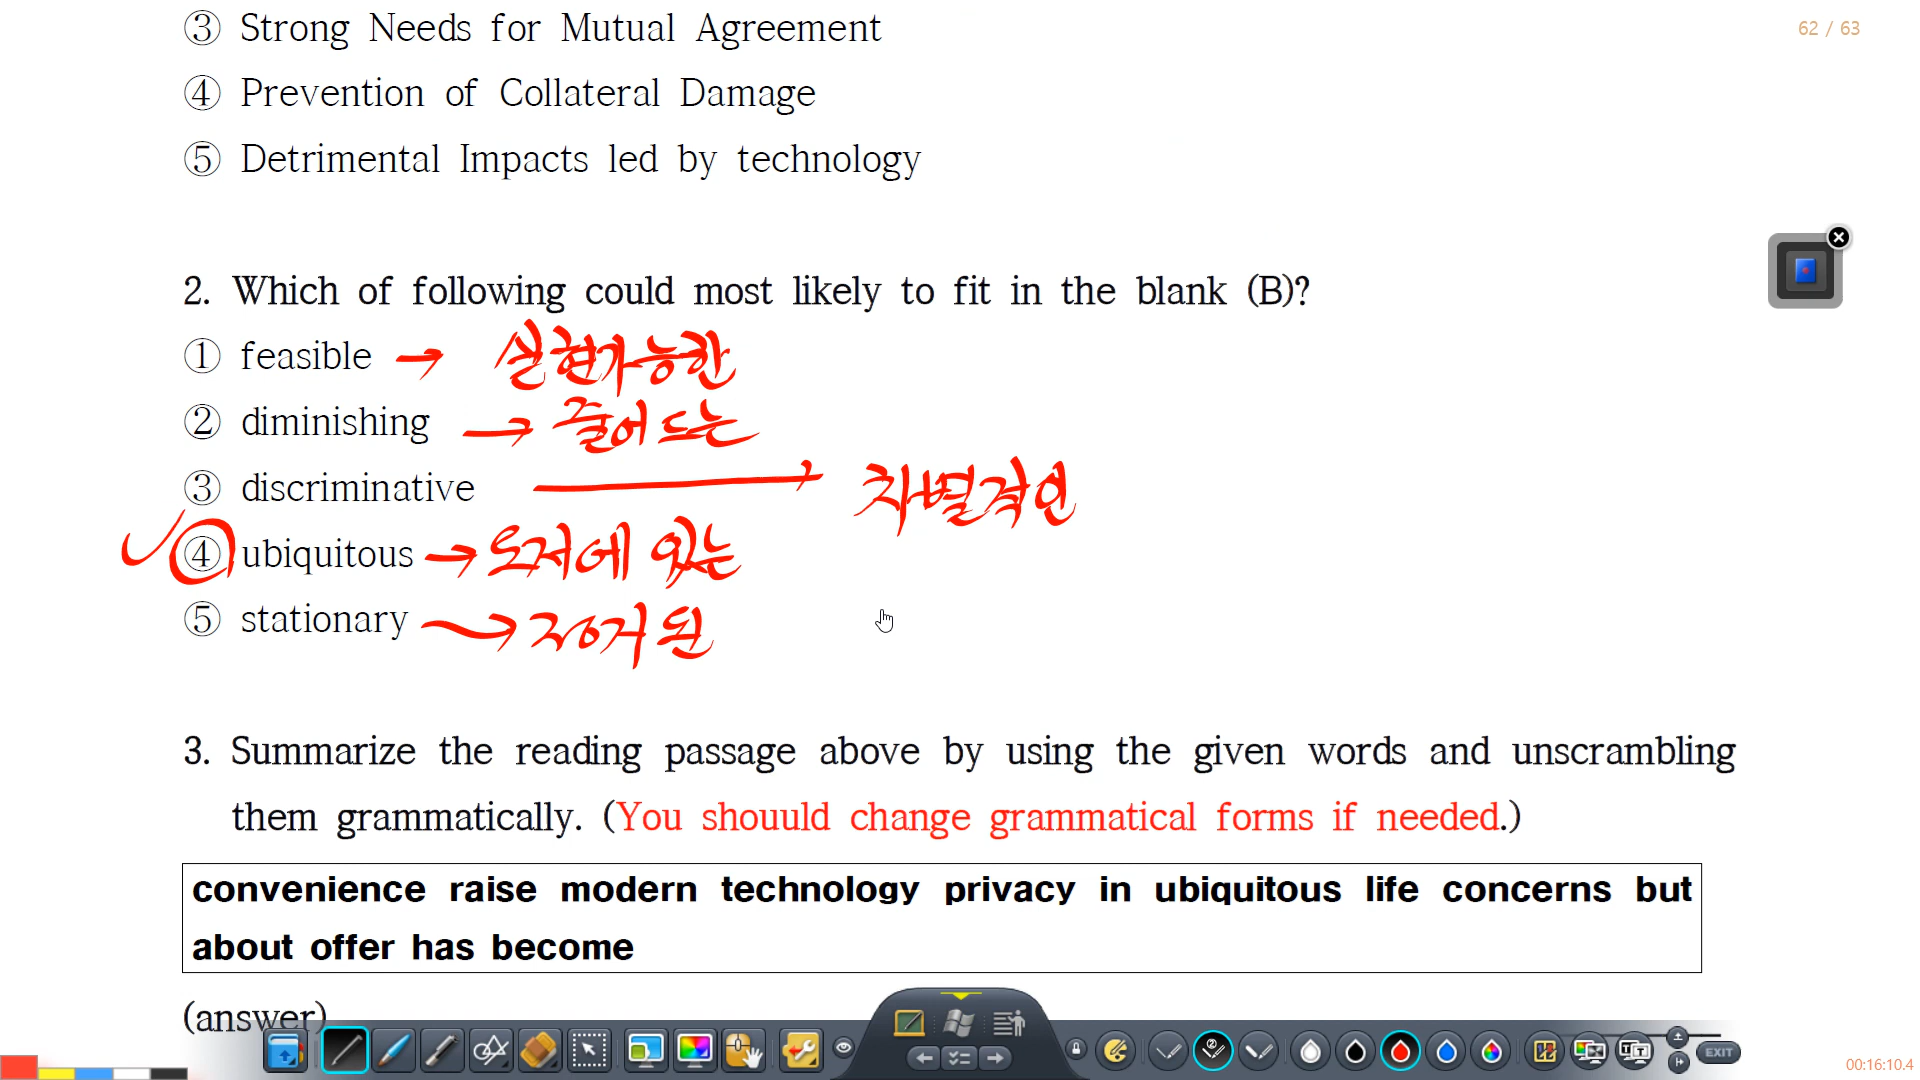 ③ Strong Needs for Mutual Agreement
62 / 63
④ Prevention of Collateral Damage
⑤ Detrimental Impacts led by technology
2. Which of following could most likely to fit in the blank (B)?
① feasible → 실현가능한
② diminishing → 줄어드는
③ discriminative → 차별적인
④ ubiquitous → 도처에 있는
⑤ stationary → 정거된
3. Summarize the reading passage above by using the given words and unscrambling
them grammatically. (You shouuld change grammatical forms if needed.)
convenience raise modern technology privacy in ubiquitous life concerns but
about offer has become
(answer)
EXIT
00:16:10.4